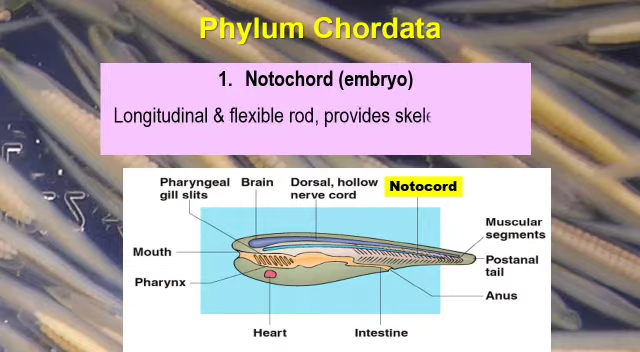 Phylum Chordata
1. Notochord (embryo)
Longitudinal & flexible rod, provides
Pharyngeal gill slits
Brain
Dorsal, hollow nerve cord
Notocord
Muscular segments
Mouth
Postanal tail
Pharynx
Anus
Heart
Intestine